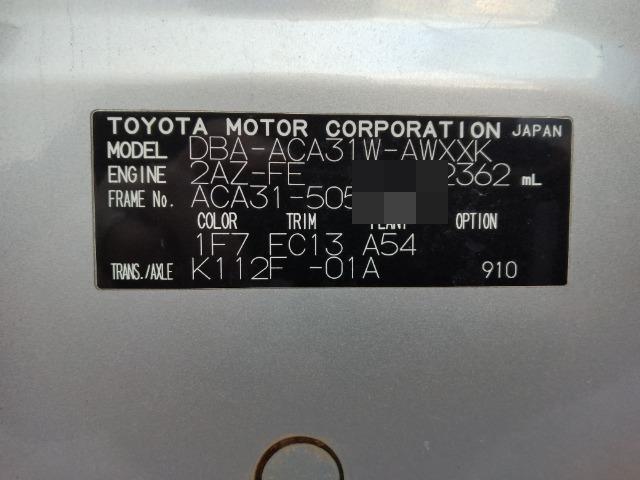 TOYOTA MOTOR CORPORATION JAPAN
MODEL DBA-ACA31W-AWXXK
ENGINE 2AZ-FE 2362 mL
FRAME No. ACA31-505
COLOR TRIM PLANT OPTION
1F7 FC13 A54
TRANS./AXLE K112F -01A 910